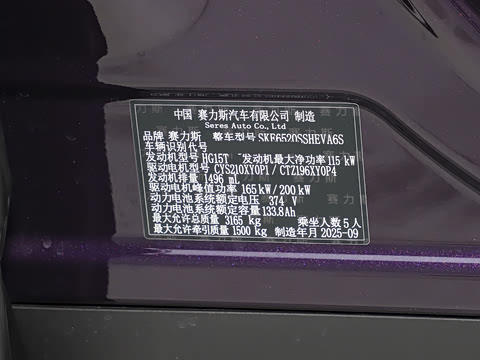 中国 赛力斯汽车有限公司 制造
Seres Auto Co., Ltd
品牌 赛力斯 整车型号 SKE6520SSHEVA6S
车辆识别代号
发动机型号 HG15T 发动机最大净功率 115 kW
驱动电机型号 CYS210XY0P1 / CTZ196XY0P4
发动机排量 1496 mL
驱动电机峰值功率 165 kW/200 kW
动力电池系统额定电压 374 V
动力电池系统额定容量 133.8Ah
最大允许总质量 3165 kg 乘坐人数 5 人
最大允许牵引质量 1500 kg 制造年月 2025-09